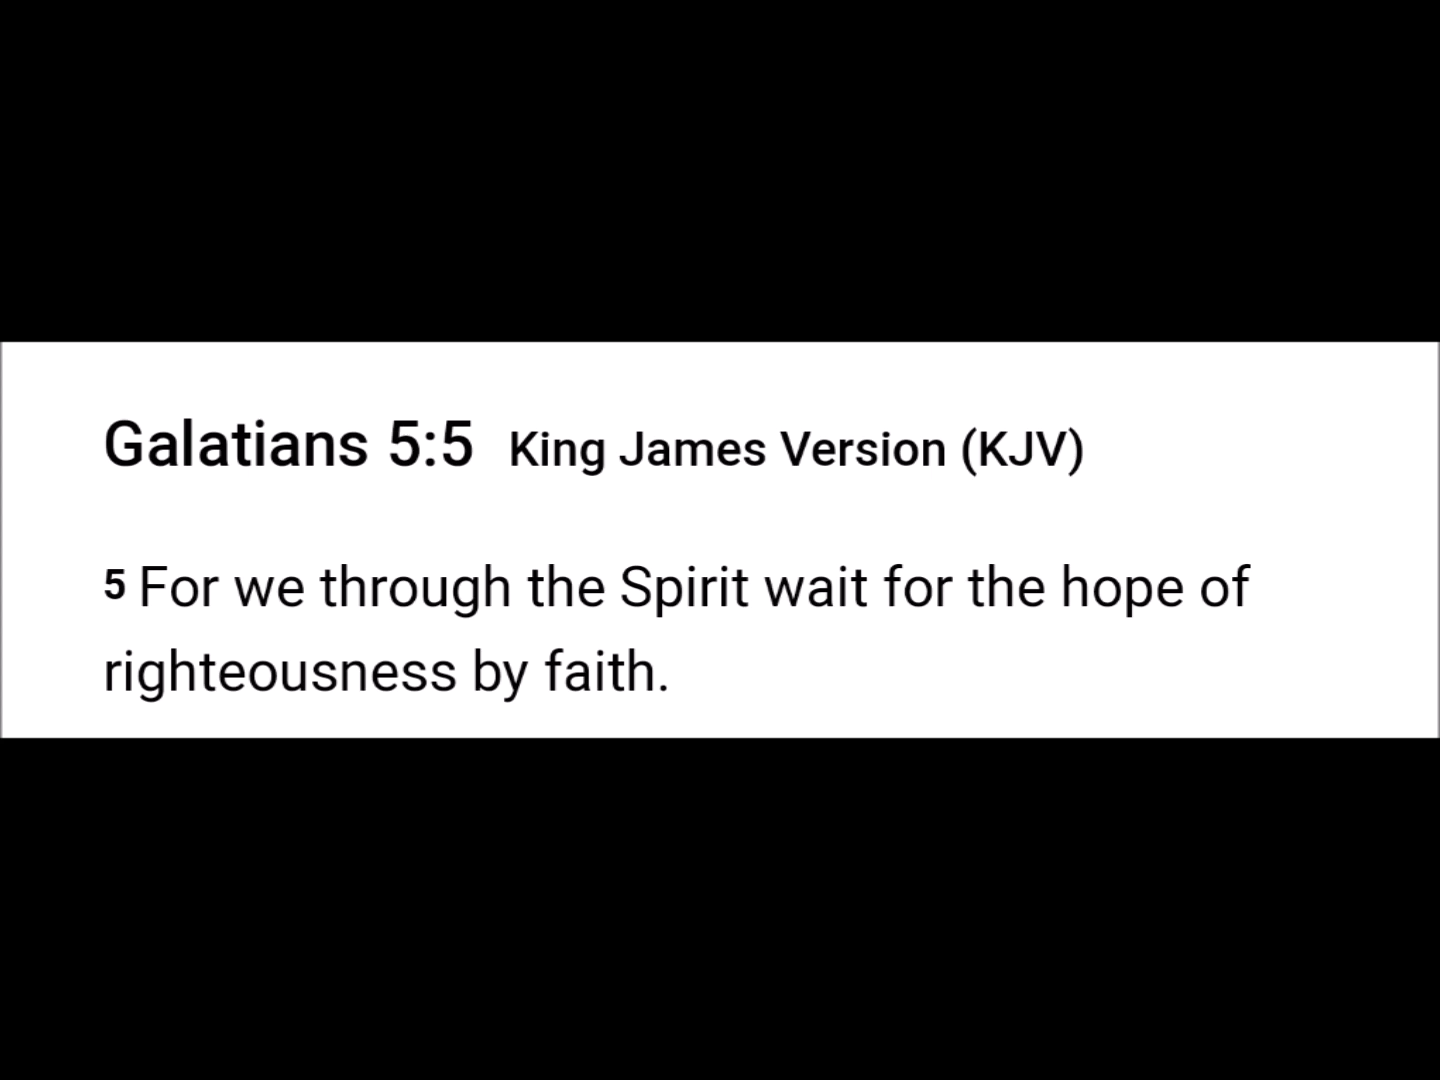 Galatians 5:5 King James Version (KJV)
5 For we through the Spirit wait for the hope of
righteousness by faith.